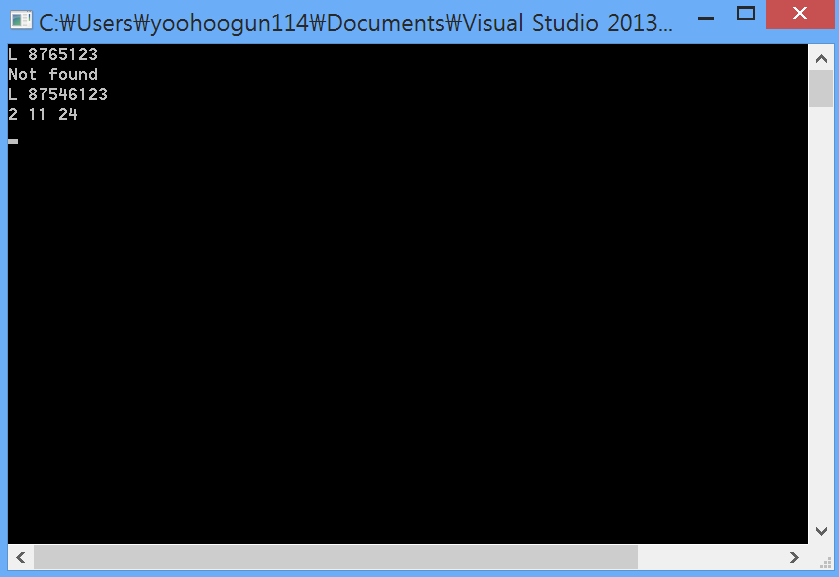 C:₩Users₩yoohoogun114₩Documents₩Visual Studio 2013...
L 8765123
Not found
L 87546123
2 11 24